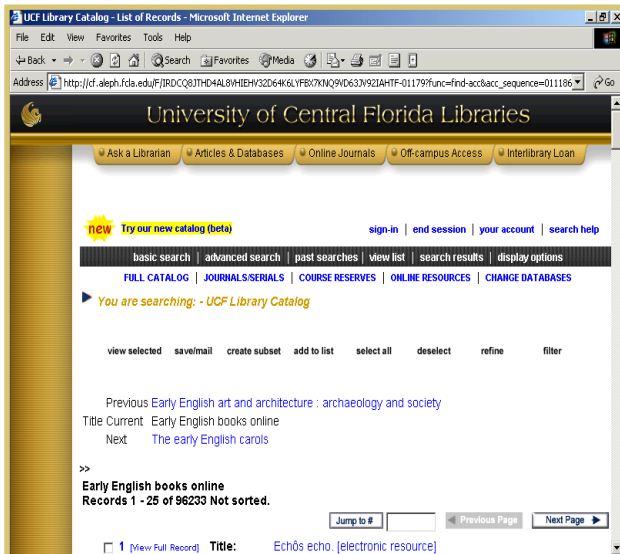 UCF Library Catalog - List of Records - Microsoft Internet Explorer
File Edit View Favorites Tools Help
Back Search Favorites Media
Address http://cf.aleph.fcla.edu/F/IRDCQ8JTHD4AL8VHIEHV32D64K6LYFBX7KNQ9VD63JV92IAHTF-01179?func=find-acc&acc_sequence=011186 Go
University of Central Florida Libraries
Ask a Librarian Articles & Databases Online Journals Off-campus Access Interlibrary Loan
new Try our new catalog (beta) sign-in | end session | your account | search help
basic search | advanced search | past searches | view list | search results | display options
FULL CATALOG | JOURNALS/SERIALS | COURSE RESERVES | ONLINE RESOURCES | CHANGE DATABASES
You are searching: - UCF Library Catalog
view selected save/mail create subset add to list select all deselect refine filter
Previous Early English art and architecture : archaeology and society
Title Current Early English books online
Next The early English carols
>>
Early English books online
Records 1 - 25 of 96233 Not sorted.
Jump to # Previous Page Next Page
1 [View Full Record] Title: Echôs echo. [electronic resource]